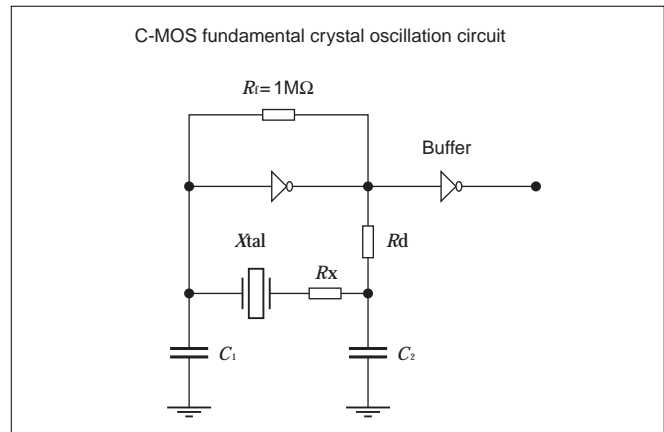 C-MOS fundamental crystal oscillation circuit
Rf=1MΩ
Buffer
Xtal
Rd
Rx
C1
C2